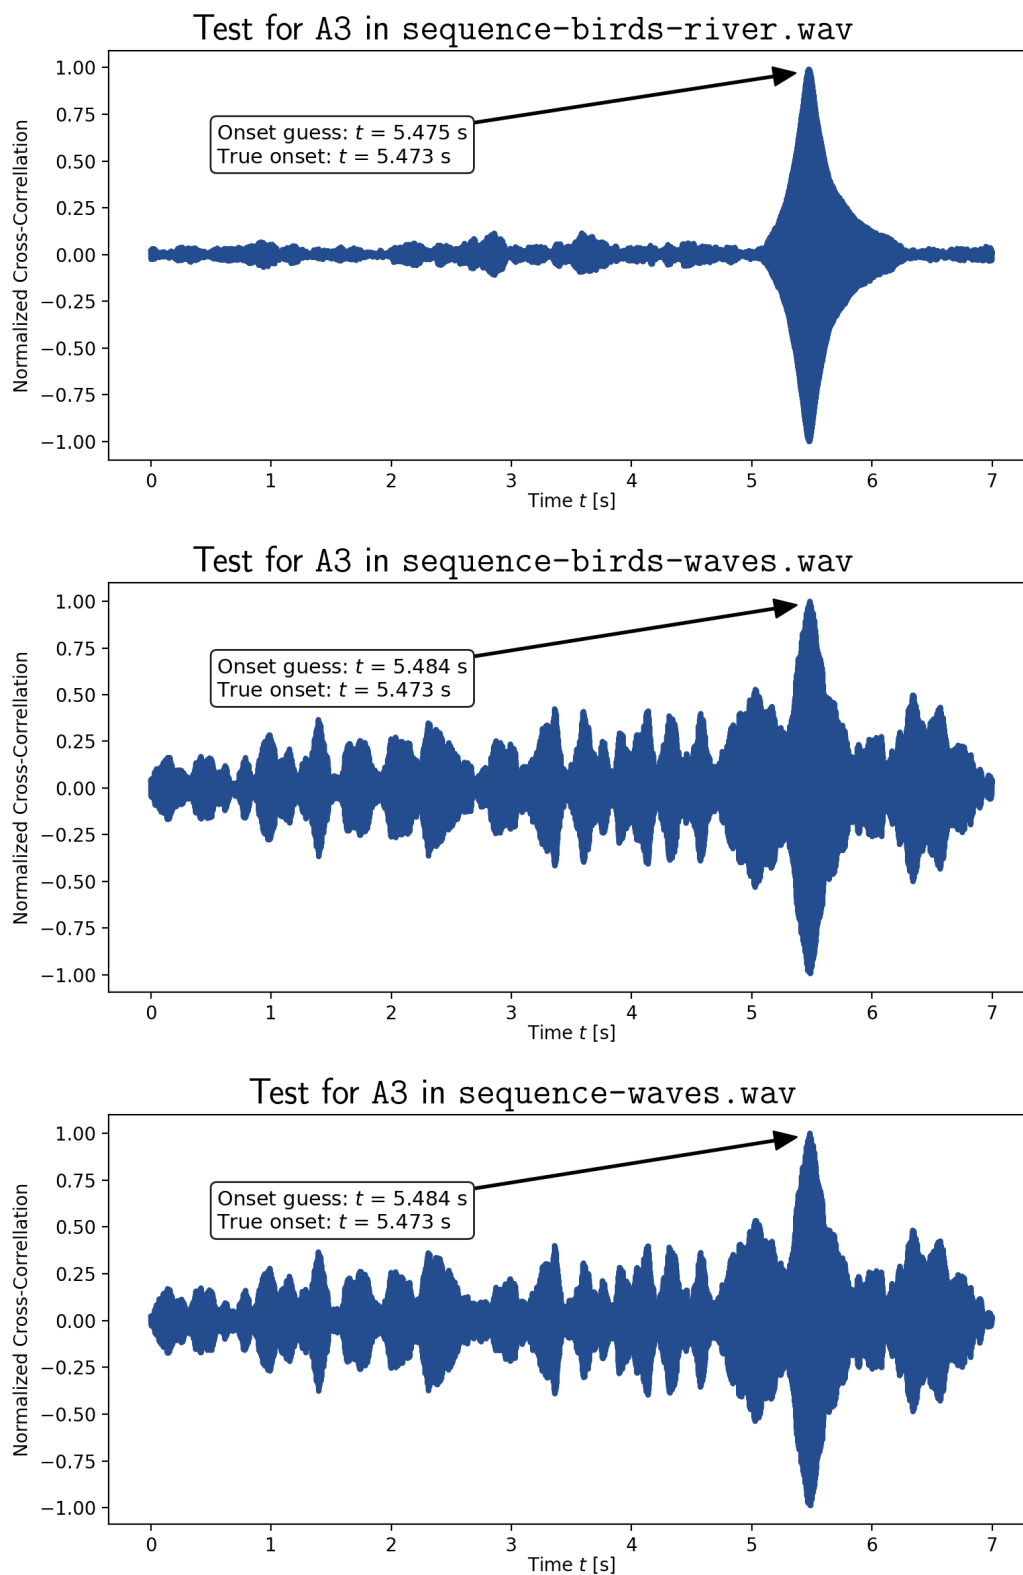 Test for A3 in sequence-birds-river.wav
1.00
0.75
0.50
0.25
0.00
−0.25
−0.50
−0.75
−1.00
Normalized Cross-Correllation
Onset guess: t = 5.475 s
True onset: t = 5.473 s
0 1 2 3 4 5 6 7
Time t [s]
Test for A3 in sequence-birds-waves.wav
1.00
0.75
0.50
0.25
0.00
−0.25
−0.50
−0.75
−1.00
Normalized Cross-Correllation
Onset guess: t = 5.484 s
True onset: t = 5.473 s
0 1 2 3 4 5 6 7
Time t [s]
Test for A3 in sequence-waves.wav
1.00
0.75
0.50
0.25
0.00
−0.25
−0.50
−0.75
−1.00
Normalized Cross-Correllation
Onset guess: t = 5.484 s
True onset: t = 5.473 s
0 1 2 3 4 5 6 7
Time t [s]